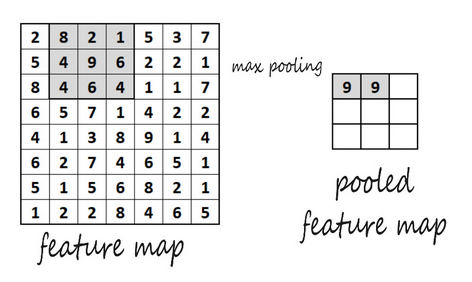 2 8 2 1 5 3 7
5 4 9 6 2 2 1
8 4 6 4 1 1 7
6 5 7 1 4 2 2
4 1 3 8 9 1 4
6 2 7 4 6 5 1
5 1 5 6 8 2 1
1 2 2 8 4 6 5
feature map
max pooling
9 9
pooled
feature map